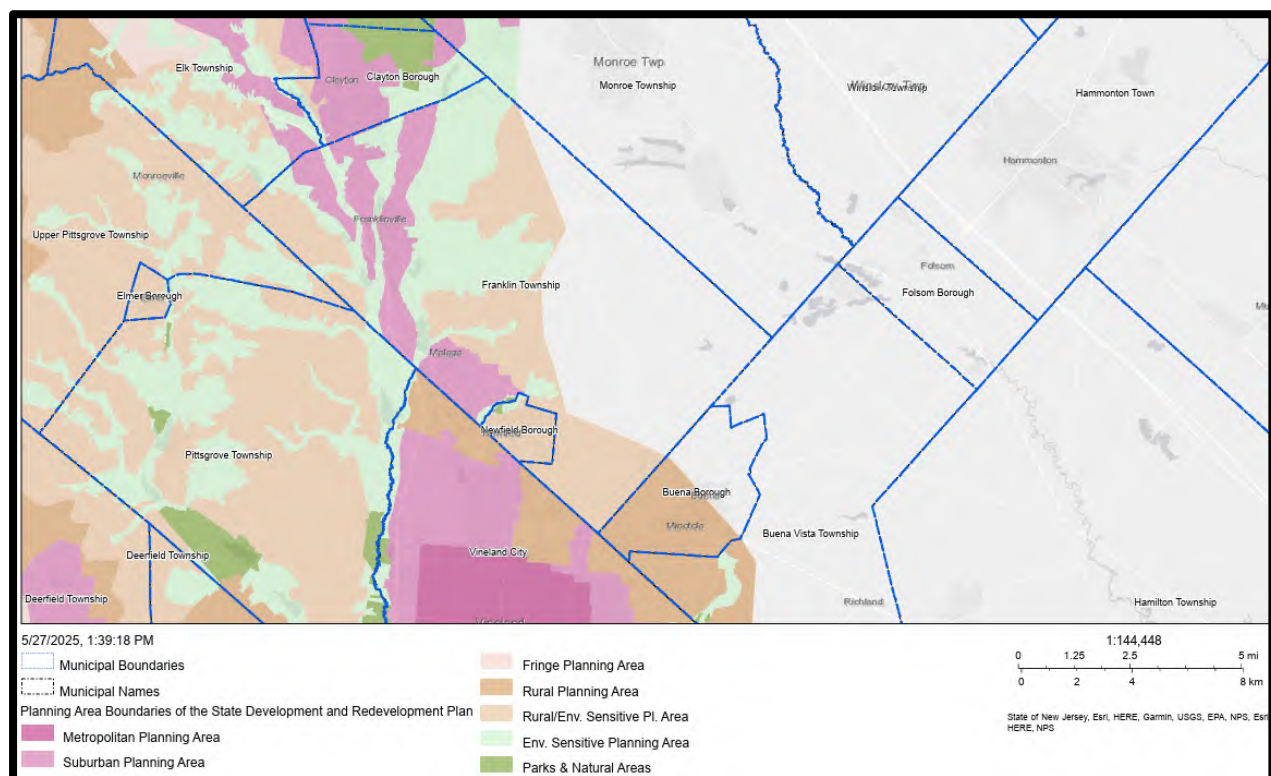 Monroe Twp
Elk Township
Clayton
Clayton Borough
Monroe Township
Winslow Twp
Winslow Township
Hammonton Town
Hammonton
Monroeville
Franklinville
Upper Pittsgrove Township
Folsom
Franklin Township
Folsom Borough
Elmer Borough
Malaga
Newfield Borough
Pittsgrove Township
Buena Borough
Buena
Minotola
Buena Vista Township
Deerfield Township
Vineland City
Deerfield Township
Richland
Hamilton Township
Vineland
5/27/2025, 1:39:18 PM
Municipal Boundaries
Municipal Names
Planning Area Boundaries of the State Development and Redevelopment Plan
Metropolitan Planning Area
Suburban Planning Area
Fringe Planning Area
Rural Planning Area
Rural/Env. Sensitive Pl. Area
Env. Sensitive Planning Area
Parks & Natural Areas
1:144,448
0 1.25 2.5 5 mi
0 2 4 8 km
State of New Jersey, Esri, HERE, Garmin, USGS, EPA, NPS, Esri
HERE, NPS